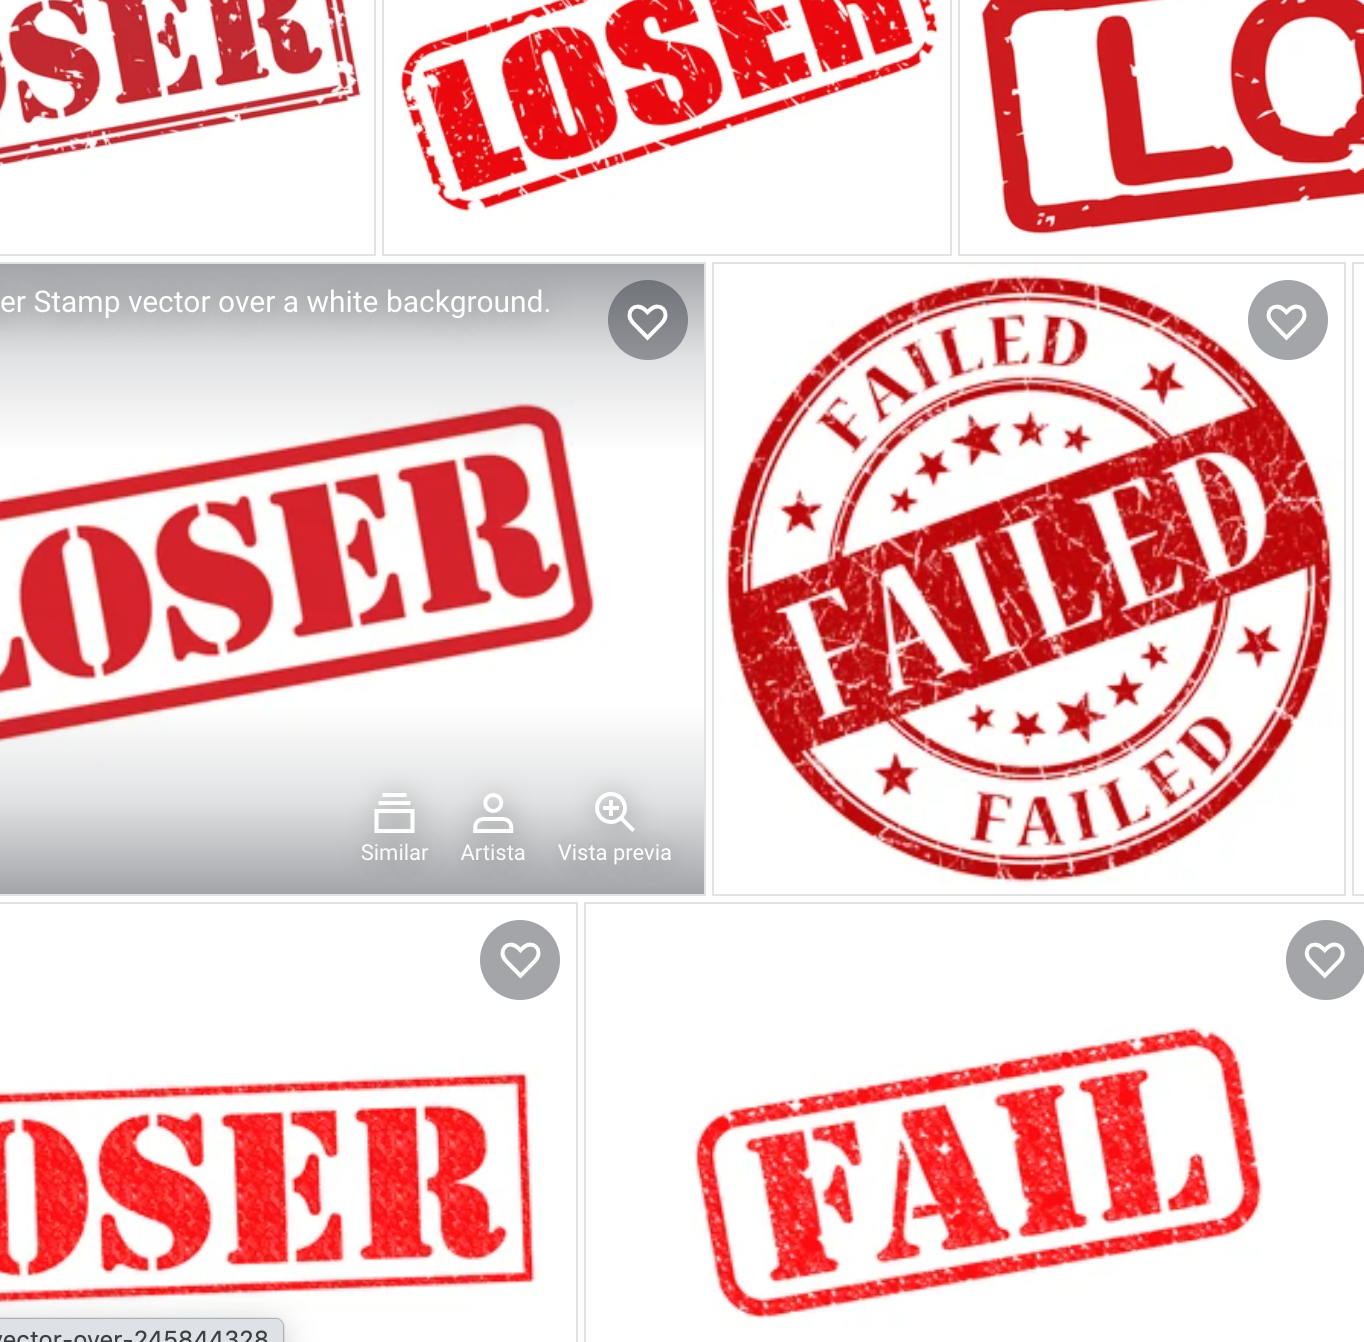 OSER
LOSER
LO
er Stamp vector over a white background.
LOSER
Similar
Artista
Vista previa
FAILED
FAILED
FAILED
OSER
FAIL
vector-over-245844328